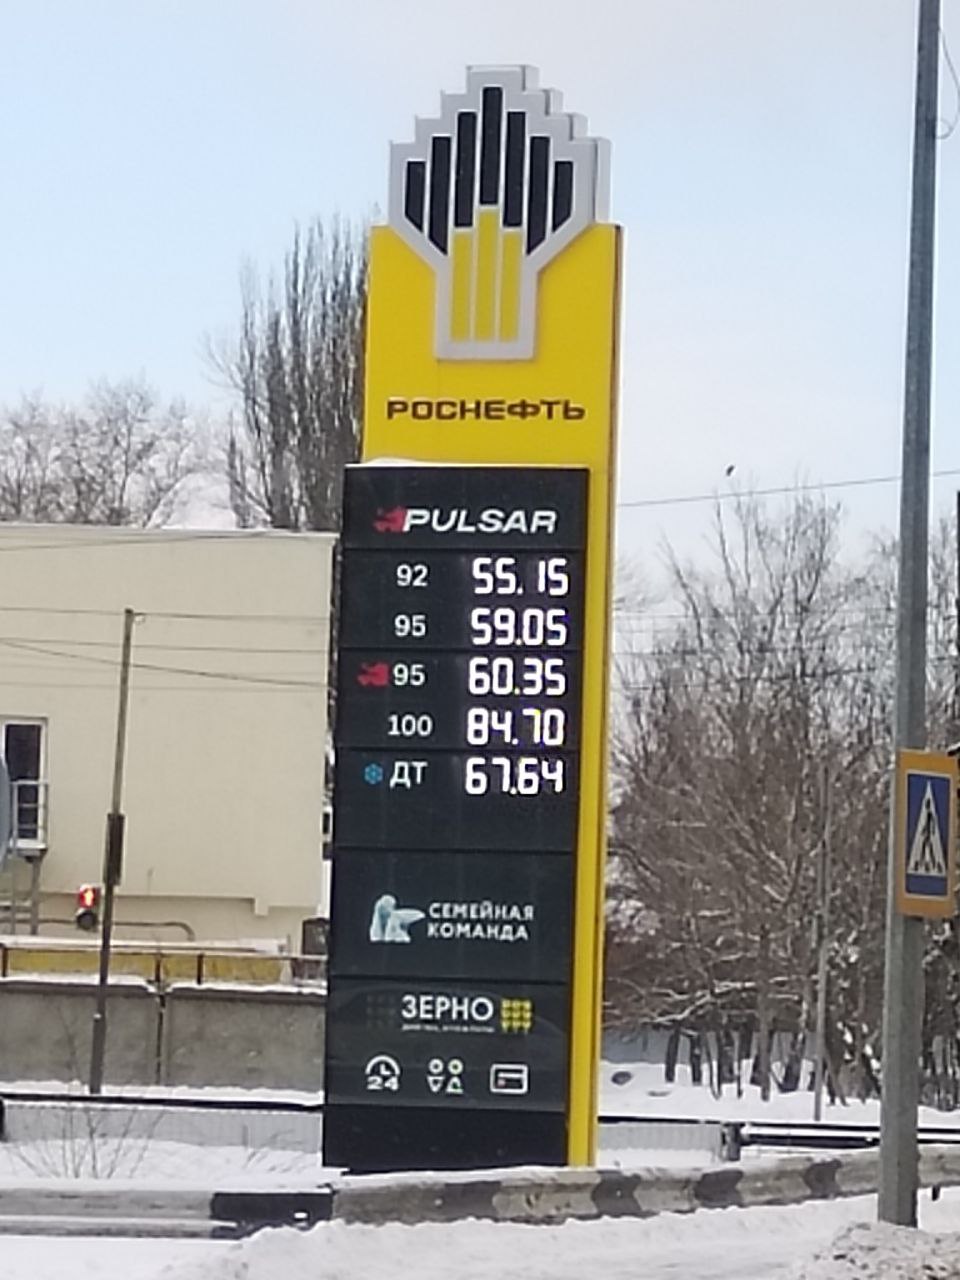 РОСНЕФТЬ
PULSAR
92 55.15
95 59.05
95 60.35
100 84.70
ДТ 67.64
СЕМЕЙНАЯ
КОМАНДА
ЗЕРНО
24